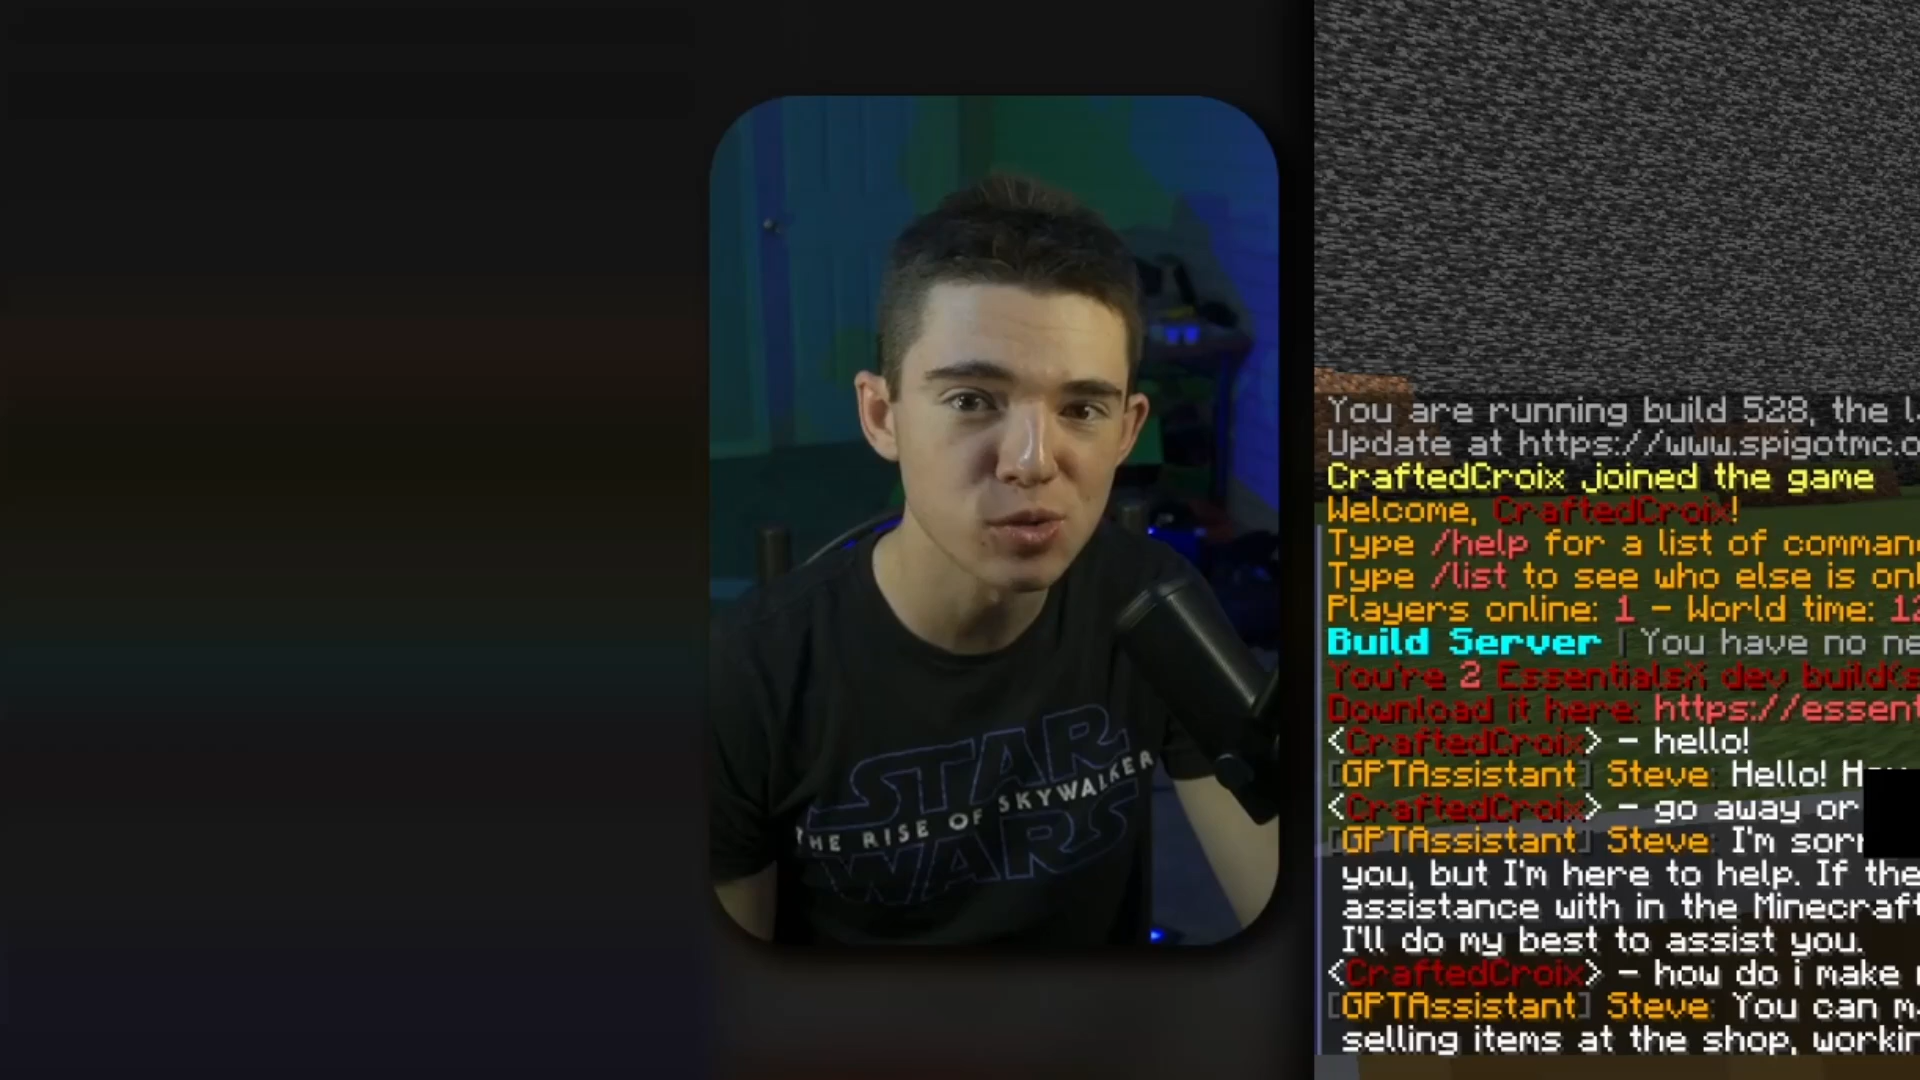 STAR
THE RISE OF SKYWALKER
WARS
You are running build 528, the
Update at https://www.spigotmc.o
CraftedCroix joined the game
Welcome, CraftedCroix!
Type /help for a list of comman
Type /list to see who else is onl
Players online: 1 - World time: 12
Build Server | You have no ne
You're 2 EssentialsX dev build(s
Download it here: https://essent
<CraftedCroix> - hello!
[GPTAssistant] Steve: Hello!
<CraftedCroix> - go away or
[GPTAssistant] Steve: I'm sorr
you, but I'm here to help. If the
assistance with in the Minecraft
I'll do my best to assist you.
<CraftedCroix> - how do i make
[GPTAssistant] Steve: You can m
selling items at the shop, workin